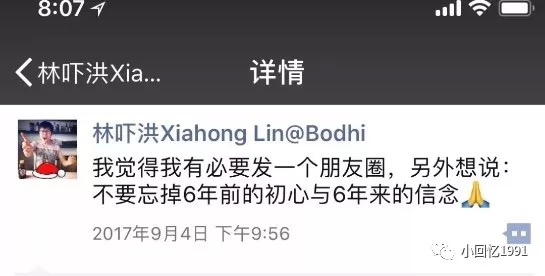 8:07
林吓洪Xia...
详情
林吓洪Xiahong Lin@Bodhi
我觉得我有必要发一个朋友圈，另外想说：
不要忘掉6年前的初心与6年来的信念🙏
2017年9月4日 下午9:56
小回忆1991